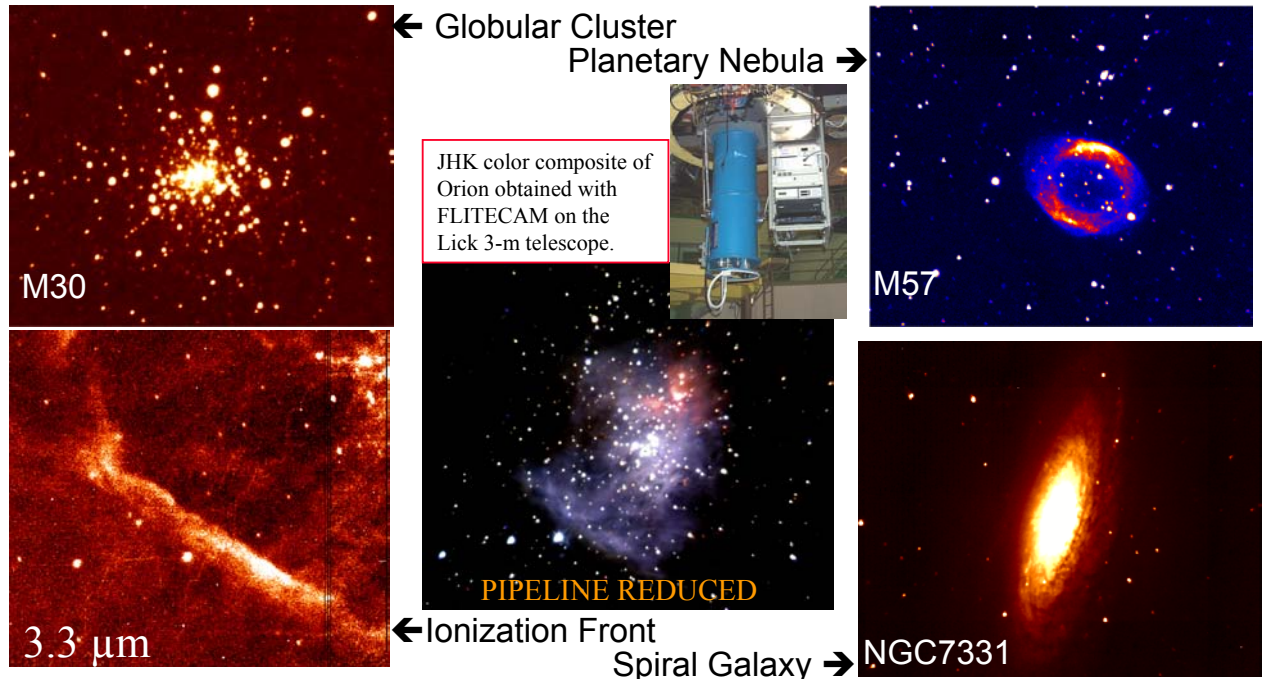 ← Globular Cluster
Planetary Nebula →
M30
JHK color composite of
Orion obtained with
FLITECAM on the
Lick 3-m telescope.
M57
PIPELINE REDUCED
3.3 µm
←Ionization Front
Spiral Galaxy →
NGC7331